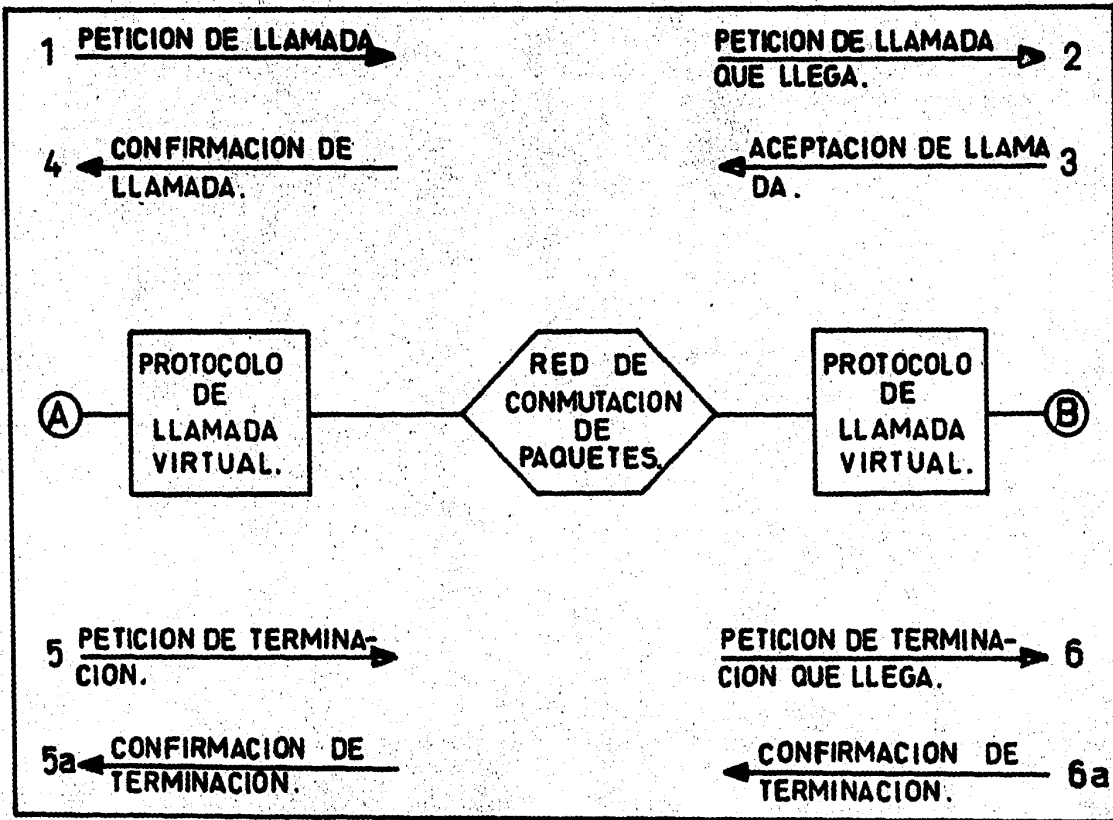 1 PETICION DE LLAMADA
PETICION DE LLAMADA
QUE LLEGA. 2
4 CONFIRMACION DE
LLAMADA.
ACEPTACION DE LLAMA 3
DA.
A
PROTOCOLO
DE
LLAMADA
VIRTUAL.
RED DE
CONMUTACION
DE
PAQUETES.
PROTOCOLO
DE
LLAMADA
VIRTUAL.
B
5 PETICION DE TERMINA-
CION.
PETICION DE TERMINA- 6
CION QUE LLEGA.
5a CONFIRMACION DE
TERMINACION.
CONFIRMACION DE 6a
TERMINACION.